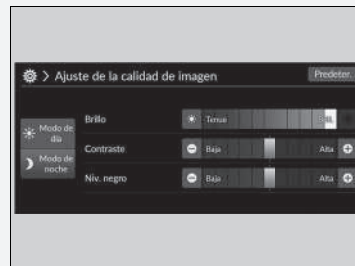 > Ajuste de la calidad de imagen
Predeter.
Modo de
día
Modo de
noche
Brillo
Tenue
Contraste
Baja
Alta
Niv. negro
Baja
Alta